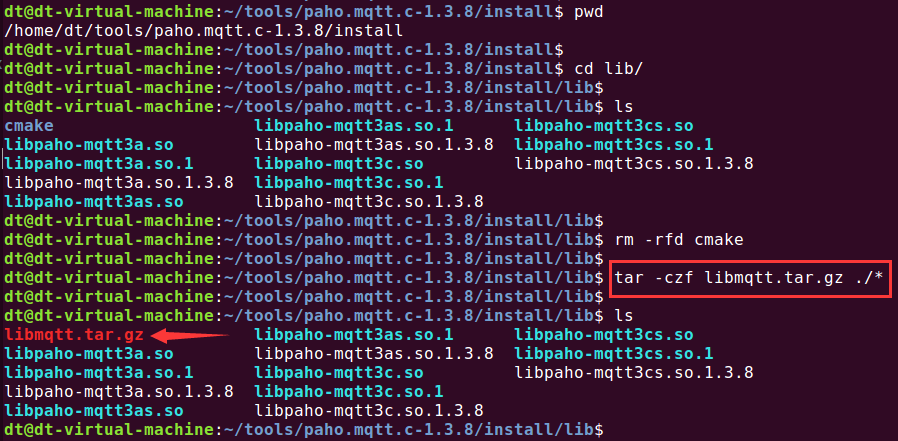 dt@dt-virtual-machine:~/tools/paho.mqtt.c-1.3.8/install$ pwd
/home/dt/tools/paho.mqtt.c-1.3.8/install
dt@dt-virtual-machine:~/tools/paho.mqtt.c-1.3.8/install$
dt@dt-virtual-machine:~/tools/paho.mqtt.c-1.3.8/install$ cd lib/
dt@dt-virtual-machine:~/tools/paho.mqtt.c-1.3.8/install/lib$
dt@dt-virtual-machine:~/tools/paho.mqtt.c-1.3.8/install/lib$ ls
cmake libpaho-mqtt3as.so.1 libpaho-mqtt3cs.so
libpaho-mqtt3a.so libpaho-mqtt3as.so.1.3.8 libpaho-mqtt3cs.so.1
libpaho-mqtt3a.so.1 libpaho-mqtt3c.so libpaho-mqtt3cs.so.1.3.8
libpaho-mqtt3a.so.1.3.8 libpaho-mqtt3c.so.1
libpaho-mqtt3as.so libpaho-mqtt3c.so.1.3.8
dt@dt-virtual-machine:~/tools/paho.mqtt.c-1.3.8/install/lib$
dt@dt-virtual-machine:~/tools/paho.mqtt.c-1.3.8/install/lib$ rm -rfd cmake
dt@dt-virtual-machine:~/tools/paho.mqtt.c-1.3.8/install/lib$
dt@dt-virtual-machine:~/tools/paho.mqtt.c-1.3.8/install/lib$ tar -czf libmqtt.tar.gz ./*
dt@dt-virtual-machine:~/tools/paho.mqtt.c-1.3.8/install/lib$
dt@dt-virtual-machine:~/tools/paho.mqtt.c-1.3.8/install/lib$ ls
libmqtt.tar.gz libpaho-mqtt3as.so.1 libpaho-mqtt3cs.so
libpaho-mqtt3a.so libpaho-mqtt3as.so.1.3.8 libpaho-mqtt3cs.so.1
libpaho-mqtt3a.so.1 libpaho-mqtt3c.so libpaho-mqtt3cs.so.1.3.8
libpaho-mqtt3a.so.1.3.8 libpaho-mqtt3c.so.1
libpaho-mqtt3as.so libpaho-mqtt3c.so.1.3.8
dt@dt-virtual-machine:~/tools/paho.mqtt.c-1.3.8/install/lib$